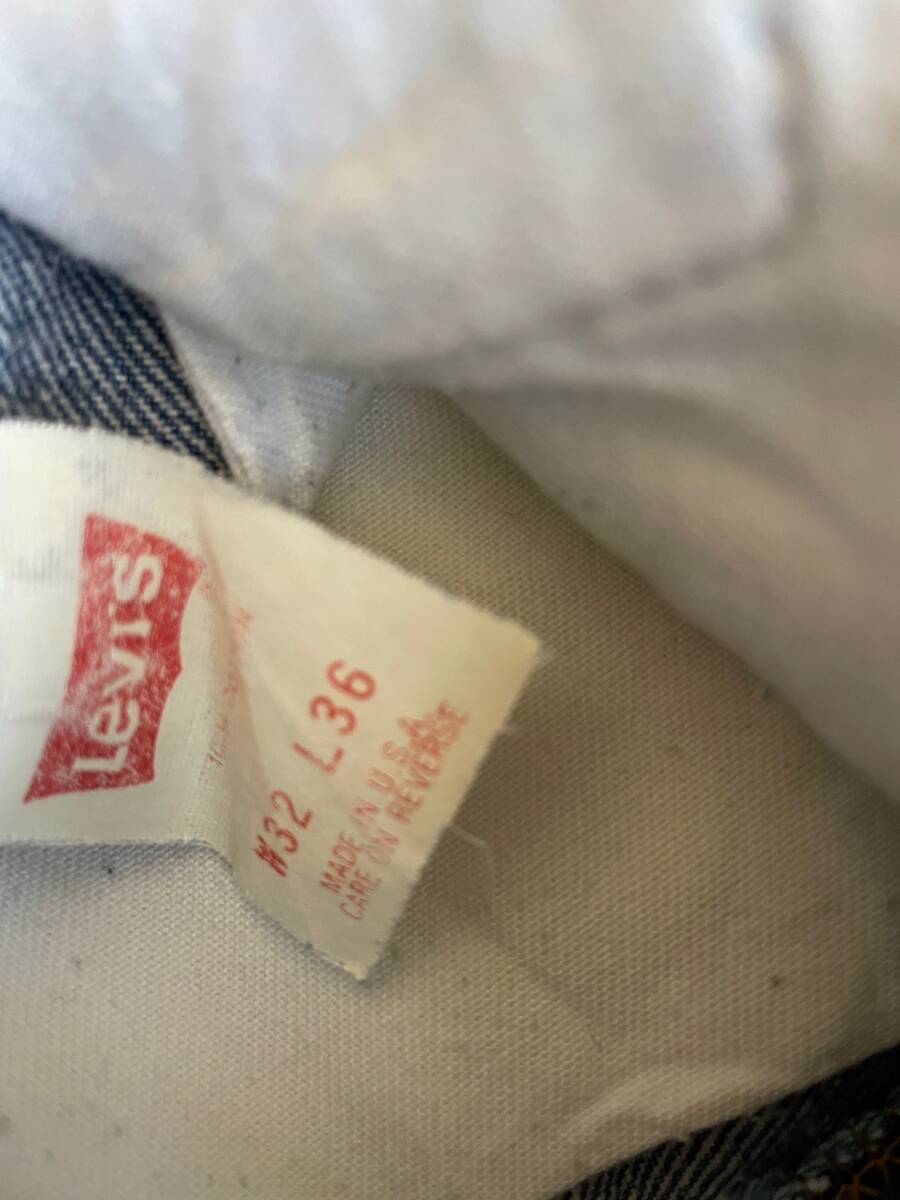 Levi's
W32 L36
MADE IN U.S.A.
CARE ON REVERSE